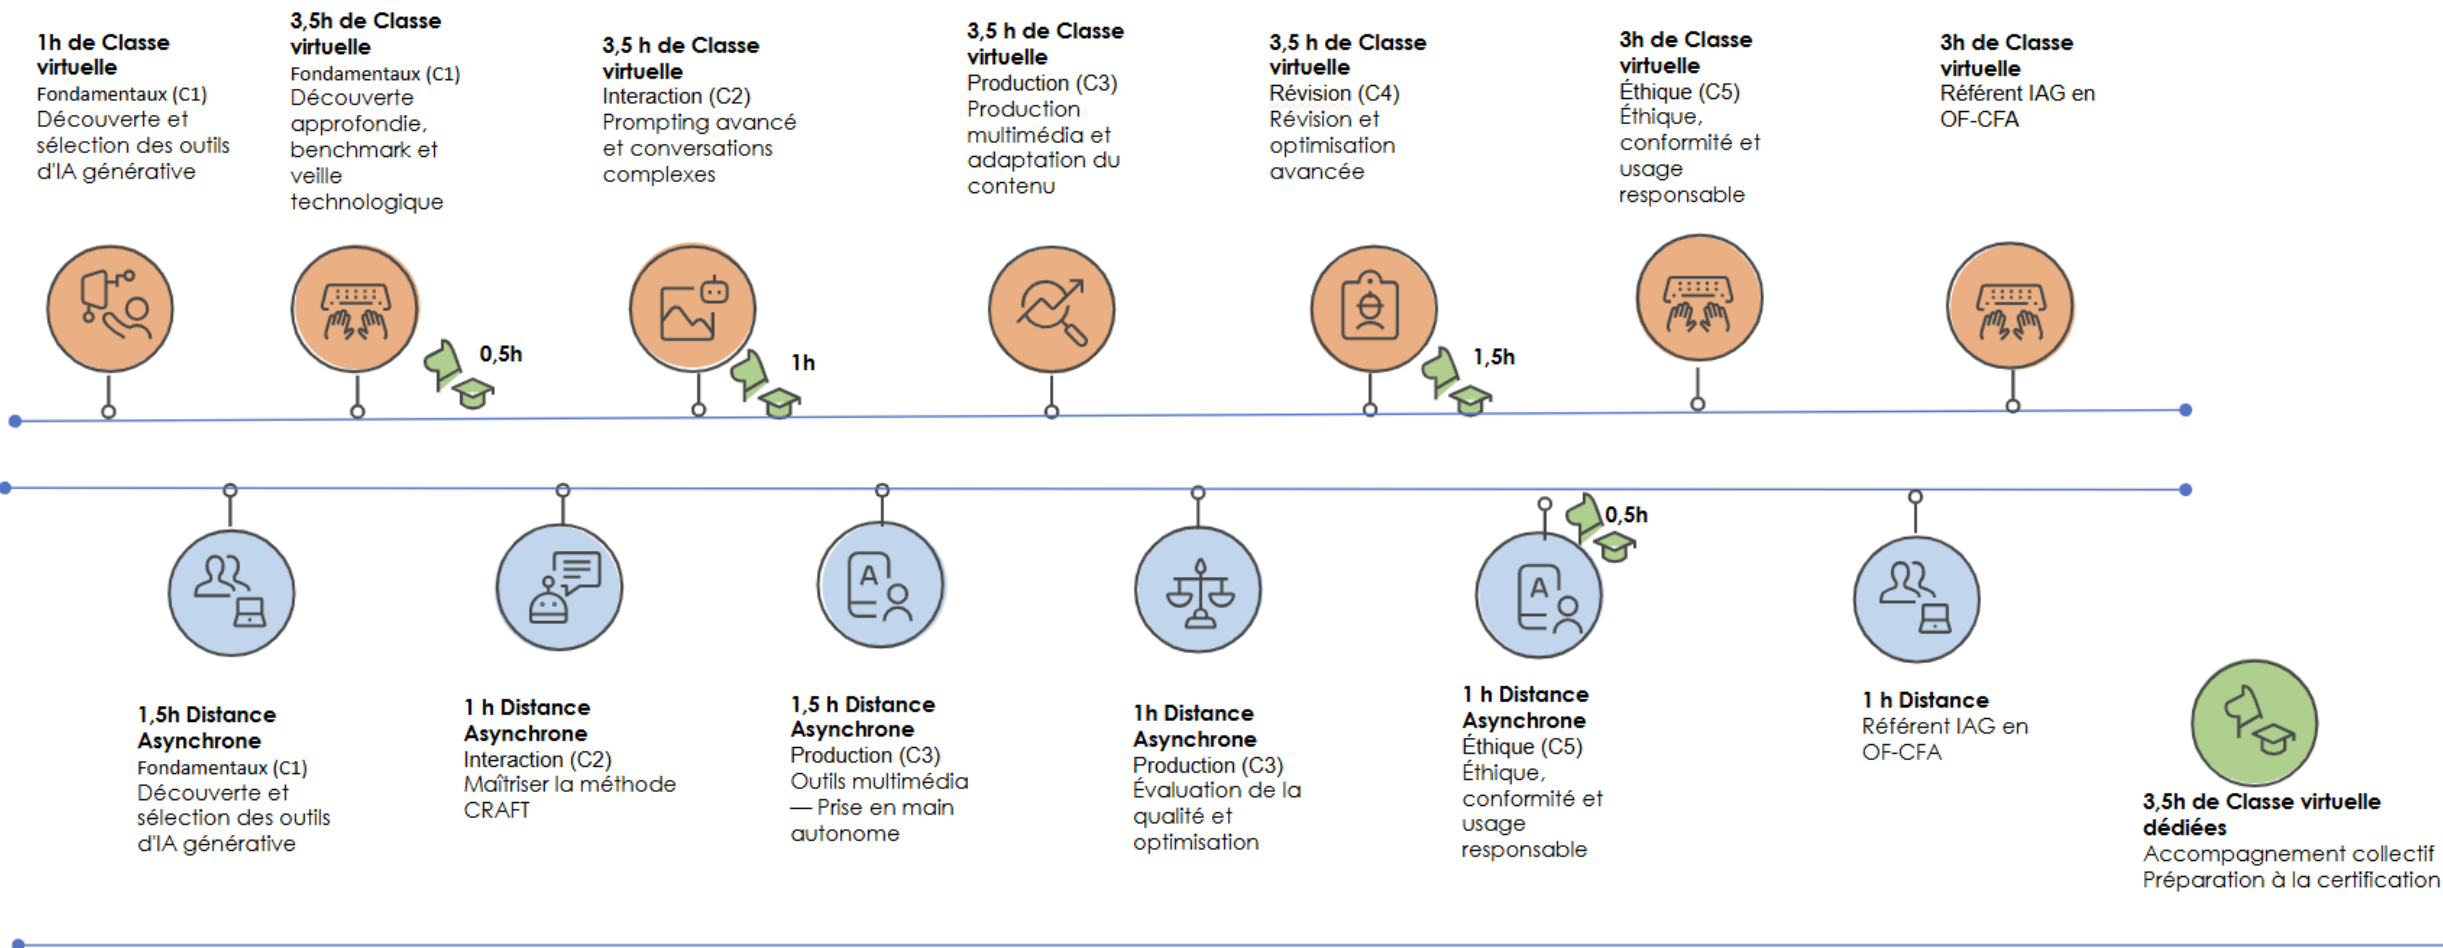 1h de Classe
virtuelle
Fondamentaux (C1)
Découverte et
sélection des outils
d'IA générative
3,5h de Classe
virtuelle
Fondamentaux (C1)
Découverte
approfondie,
benchmark et
veille
technologique
3,5 h de Classe
virtuelle
Interaction (C2)
Prompting avancé
et conversations
complexes
3,5 h de Classe
virtuelle
Production (C3)
Production
multimédia et
adaptation du
contenu
3,5 h de Classe
virtuelle
Révision (C4)
Révision et
optimisation
avancée
3h de Classe
virtuelle
Éthique (C5)
Éthique,
conformité et
usage
responsable
3h de Classe
virtuelle
Référent IAG en
OF-CFA
0,5h
1h
1,5h
0,5h
A
A
1,5h Distance
Asynchrone
Fondamentaux (C1)
Découverte et
sélection des outils
d'IA générative
1 h Distance
Asynchrone
Interaction (C2)
Maîtriser la méthode
CRAFT
1,5 h Distance
Asynchrone
Production (C3)
Outils multimédia
— Prise en main
autonome
1h Distance
Asynchrone
Production (C3)
Évaluation de la
qualité et
optimisation
1 h Distance
Asynchrone
Éthique (C5)
Éthique,
conformité et
usage
responsable
1 h Distance
Référent IAG en
OF-CFA
3,5h de Classe virtuelle
dédiées
Accompagnement collectif
Préparation à la certification